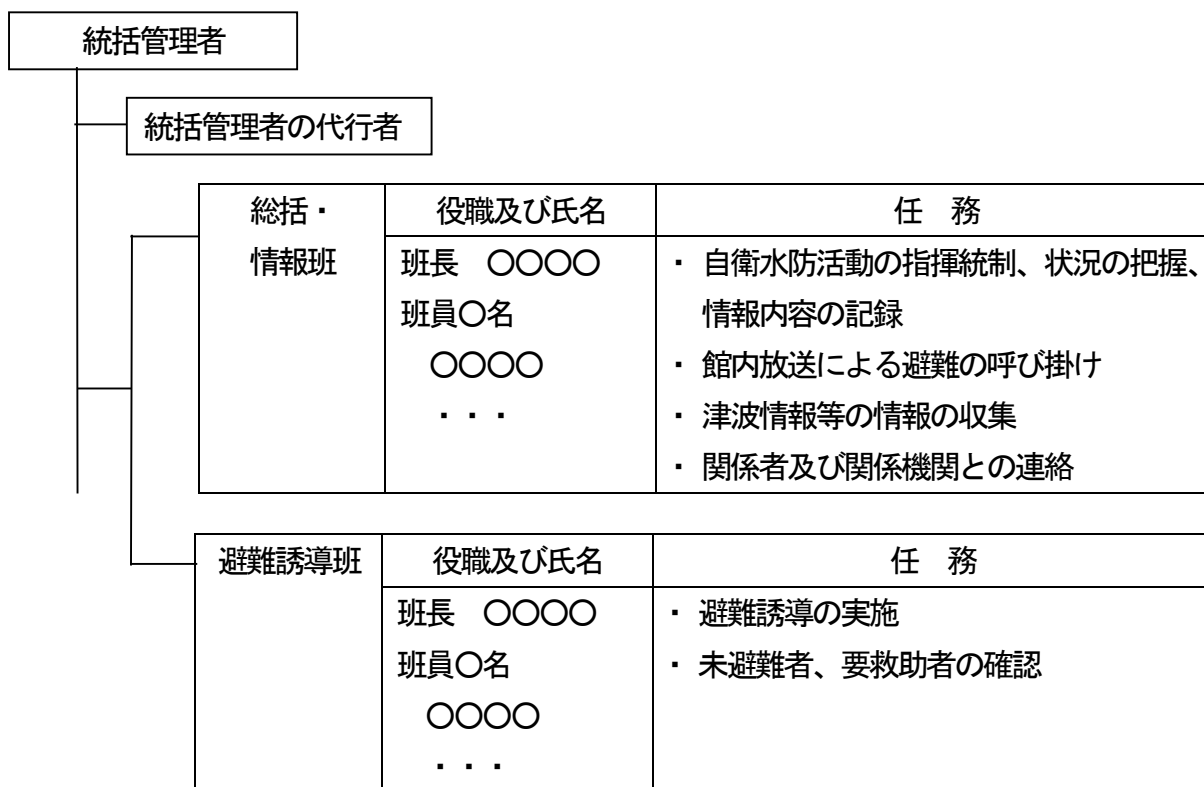 統括管理者
統括管理者の代行者
総括・
情報班
役職及び氏名
任 務
班長 〇〇〇〇
班員〇名
〇〇〇〇
・・・
・ 自衛水防活動の指揮統制、状況の把握、
情報内容の記録
・ 館内放送による避難の呼び掛け
・ 津波情報等の情報の収集
・ 関係者及び関係機関との連絡
避難誘導班
役職及び氏名
任 務
班長 〇〇〇〇
班員〇名
〇〇〇〇
・・・
・ 避難誘導の実施
・ 未避難者、要救助者の確認